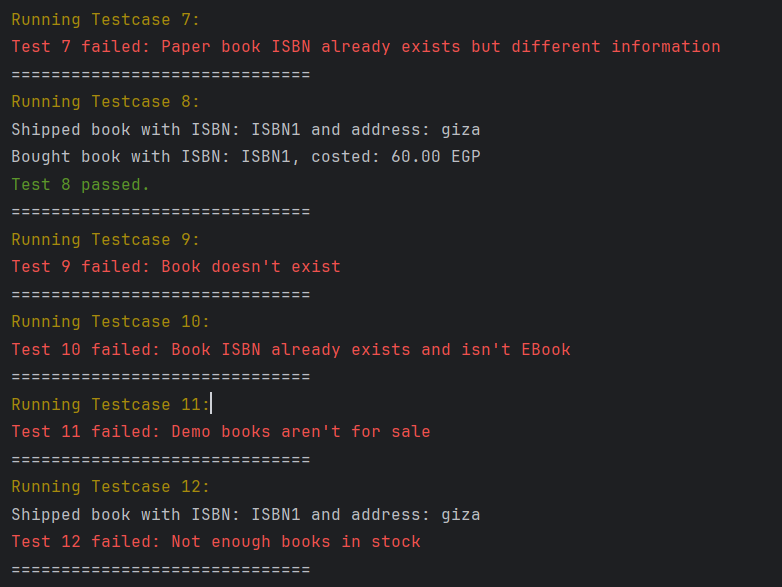 Running Testcase 7:
Test 7 failed: Paper book ISBN already exists but different information
==============================
Running Testcase 8:
Shipped book with ISBN: ISBN1 and address: giza
Bought book with ISBN: ISBN1, costed: 60.00 EGP
Test 8 passed.
==============================
Running Testcase 9:
Test 9 failed: Book doesn't exist
==============================
Running Testcase 10:
Test 10 failed: Book ISBN already exists and isn't EBook
==============================
Running Testcase 11:
Test 11 failed: Demo books aren't for sale
==============================
Running Testcase 12:
Shipped book with ISBN: ISBN1 and address: giza
Test 12 failed: Not enough books in stock
==============================